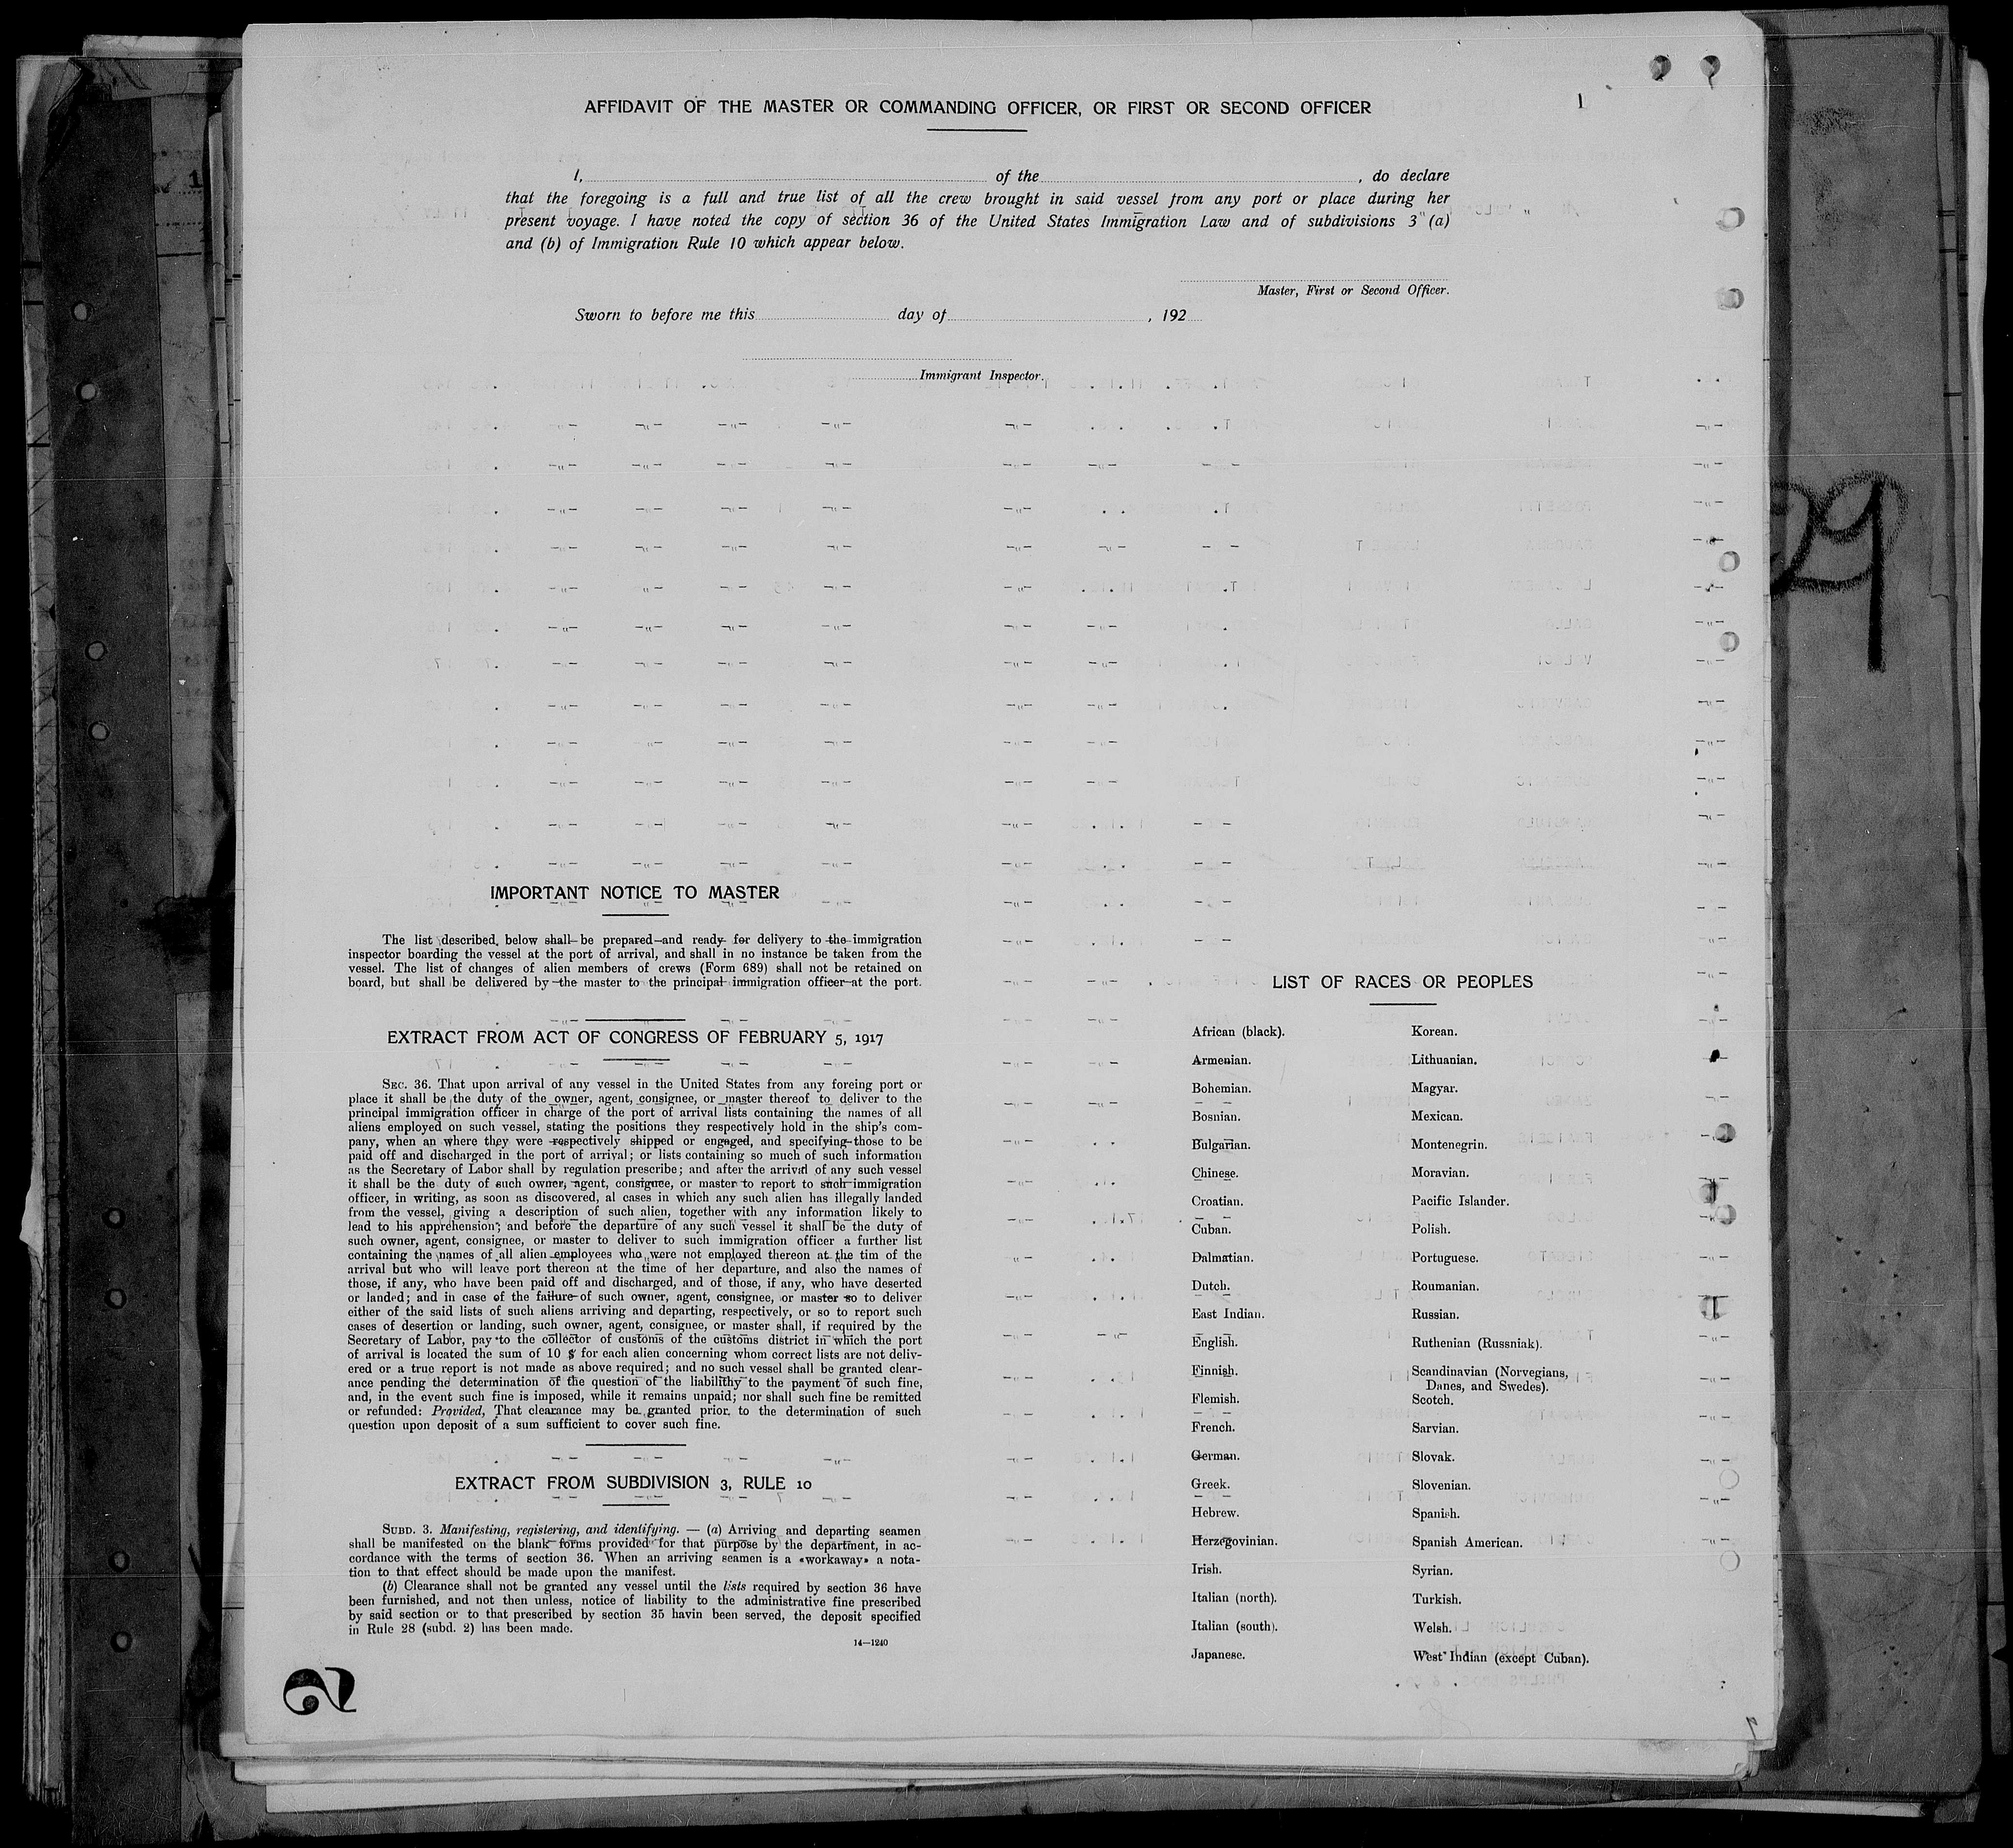 AFFIDAVIT OF THE MASTER OR COMMANDING OFFICER, OR FIRST OR SECOND OFFICER
1
I, of the , do declare
that the foregoing is a full and true list of all the crew brought in said vessel from any port or place during her
present voyage. I have noted the copy of section 36 of the United States Immigration Law and of subdivisions 3 (a)
and (b) of Immigration Rule 10 which appear below.
Master, First or Second Officer.
Sworn to before me this day of , 192
Immigrant Inspector.
IMPORTANT NOTICE TO MASTER
The list described below shall be prepared and ready for delivery to the immigration
inspector boarding the vessel at the port of arrival, and shall in no instance be taken from the
vessel. The list of changes of alien members of crews (Form 689) shall not be retained on
board, but shall be delivered by the master to the principal immigration officer at the port.
EXTRACT FROM ACT OF CONGRESS OF FEBRUARY 5, 1917
SEC. 36. That upon arrival of any vessel in the United States from any foreing port or
place it shall be the duty of the owner, agent, consignee, or master thereof to deliver to the
principal immigration officer in charge of the port of arrival lists containing the names of all
aliens employed on such vessel, stating the positions they respectively hold in the ship's com-
pany, when an where they were respectively shipped or engaged, and specifying those to be
paid off and discharged in the port of arrival; or lists containing so much of such information
as the Secretary of Labor shall by regulation prescribe; and after the arrival of any such vessel
it shall be the duty of such owner, agent, consignee, or master to report to such immigration
officer, in writing, as soon as discovered, al cases in which any such alien has illegally landed
from the vessel, giving a description of such alien, together with any information likely to
lead to his apprehension; and before the departure of any such vessel it shall be the duty of
such owner, agent, consignee, or master to deliver to such immigration officer a further list
containing the names of all alien employees who were not employed thereon at the tim of the
arrival but who will leave port thereon at the time of her departure, and also the names of
those, if any, who have been paid off and discharged, and of those, if any, who have deserted
or landed; and in case of the failure of such owner, agent, consignee, or master so to deliver
either of the said lists of such aliens arriving and departing, respectively, or so to report such
cases of desertion or landing, such owner, agent, consignee, or master shall, if required by the
Secretary of Labor, pay to the collector of customs of the customs district in which the port
of arrival is located the sum of 10 $ for each alien concerning whom correct lists are not deliv-
ered or a true report is not made as above required; and no such vessel shall be granted clear-
ance pending the determination of the question of the liabilithy to the payment of such fine,
and, in the event such fine is imposed, while it remains unpaid; nor shall such fine be remitted
or refunded: Provided, That clearance may be granted prior to the determination of such
question upon deposit of a sum sufficient to cover such fine.
EXTRACT FROM SUBDIVISION 3, RULE 10
SUBD. 3. Manifesting, registering, and identifying. — (a) Arriving and departing seamen
shall be manifested on the blank forms provided for that purpose by the department, in ac-
cordance with the terms of section 36. When an arriving seamen is a «workaway» a nota-
tion to that effect should be made upon the manifest.
(b) Clearance shall not be granted any vessel until the lists required by section 36 have
been furnished, and not then unless, notice of liability to the administrative fine prescribed
by said section or to that prescribed by section 35 havin been served, the deposit specified
in Rule 28 (subd. 2) has been made.
14—1240
2
LIST OF RACES OR PEOPLES
African (black).
Armenian.
Bohemian.
Bosnian.
Bulgarian.
Chinese.
Croatian.
Cuban.
Dalmatian.
Dutch.
East Indian.
English.
Finnish.
Flemish.
French.
German.
Greek.
Hebrew.
Herzegovinian.
Irish.
Italian (north).
Italian (south).
Japanese.
Korean.
Lithuanian.
Magyar.
Mexican.
Montenegrin.
Moravian.
Pacific Islander.
Polish.
Portuguese.
Roumanian.
Russian.
Ruthenian (Russniak).
Scandinavian (Norvegians,
Danes, and Swedes).
Scotch.
Sarvian.
Slovak.
Slovenian.
Spanish.
Spanish American.
Syrian.
Turkish.
Welsh.
West Indian (except Cuban).
29